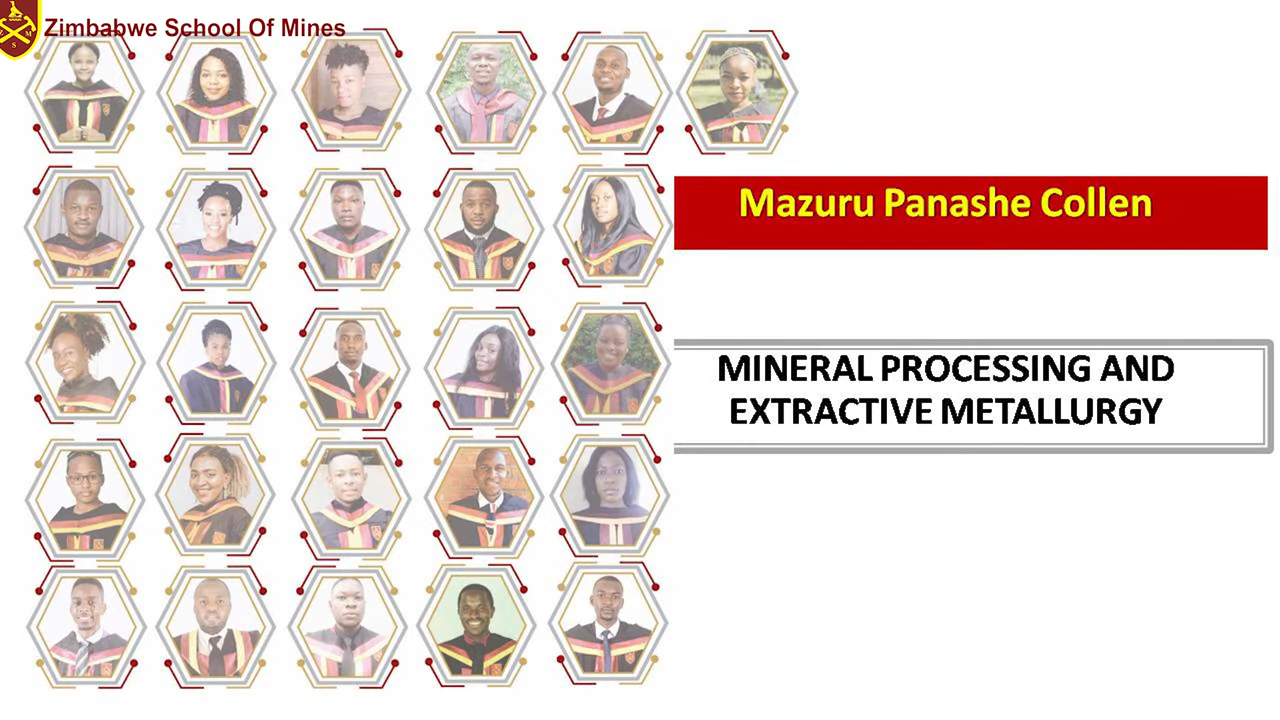 Zimbabwe School Of Mines
Mazuru Panashe Collen
MINERAL PROCESSING AND
EXTRACTIVE METALLURGY